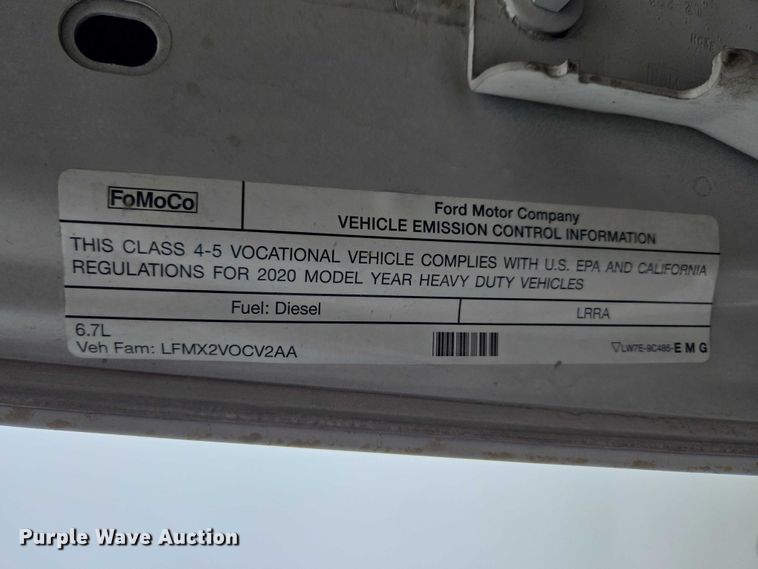 FoMoCo
Ford Motor Company
VEHICLE EMISSION CONTROL INFORMATION
THIS CLASS 4-5 VOCATIONAL VEHICLE COMPLIES WITH U.S. EPA AND CALIFORNIA
REGULATIONS FOR 2020 MODEL YEAR HEAVY DUTY VEHICLES
Fuel: Diesel
LRRA
6.7L
Veh Fam: LFMX2VOCV2AA
LW7E-9C485-EMG
Purple Wave Auction